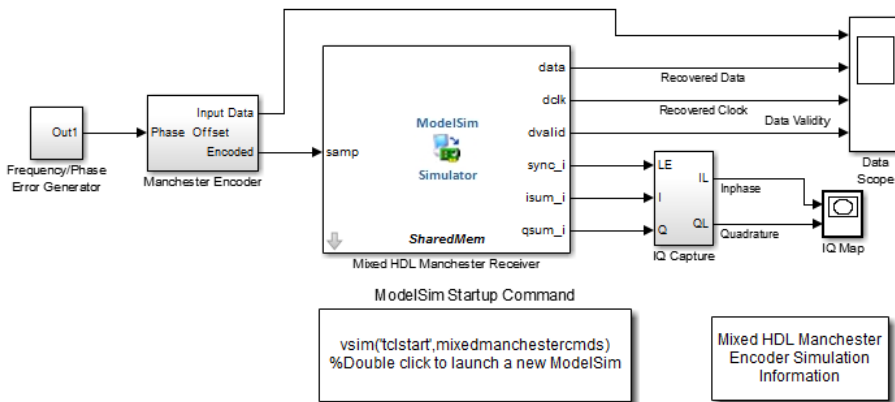 Out1
Frequency/Phase
Error Generator
Input Data
Phase Offset
Encoded
Manchester Encoder
samp
ModelSim
Simulator
SharedMem
data
dclk
dvalid
sync_i
isum_i
qsum_i
Mixed HDL Manchester Receiver
Recovered Data
Recovered Clock
Data Validity
Data
Scope
LE
I
Q
IL
QL
IQ Capture
Inphase
Quadrature
IQ Map
ModelSim Startup Command
vsim('tclstart',mixedmanchestercmds)
%Double click to launch a new ModelSim
Mixed HDL Manchester
Encoder Simulation
Information